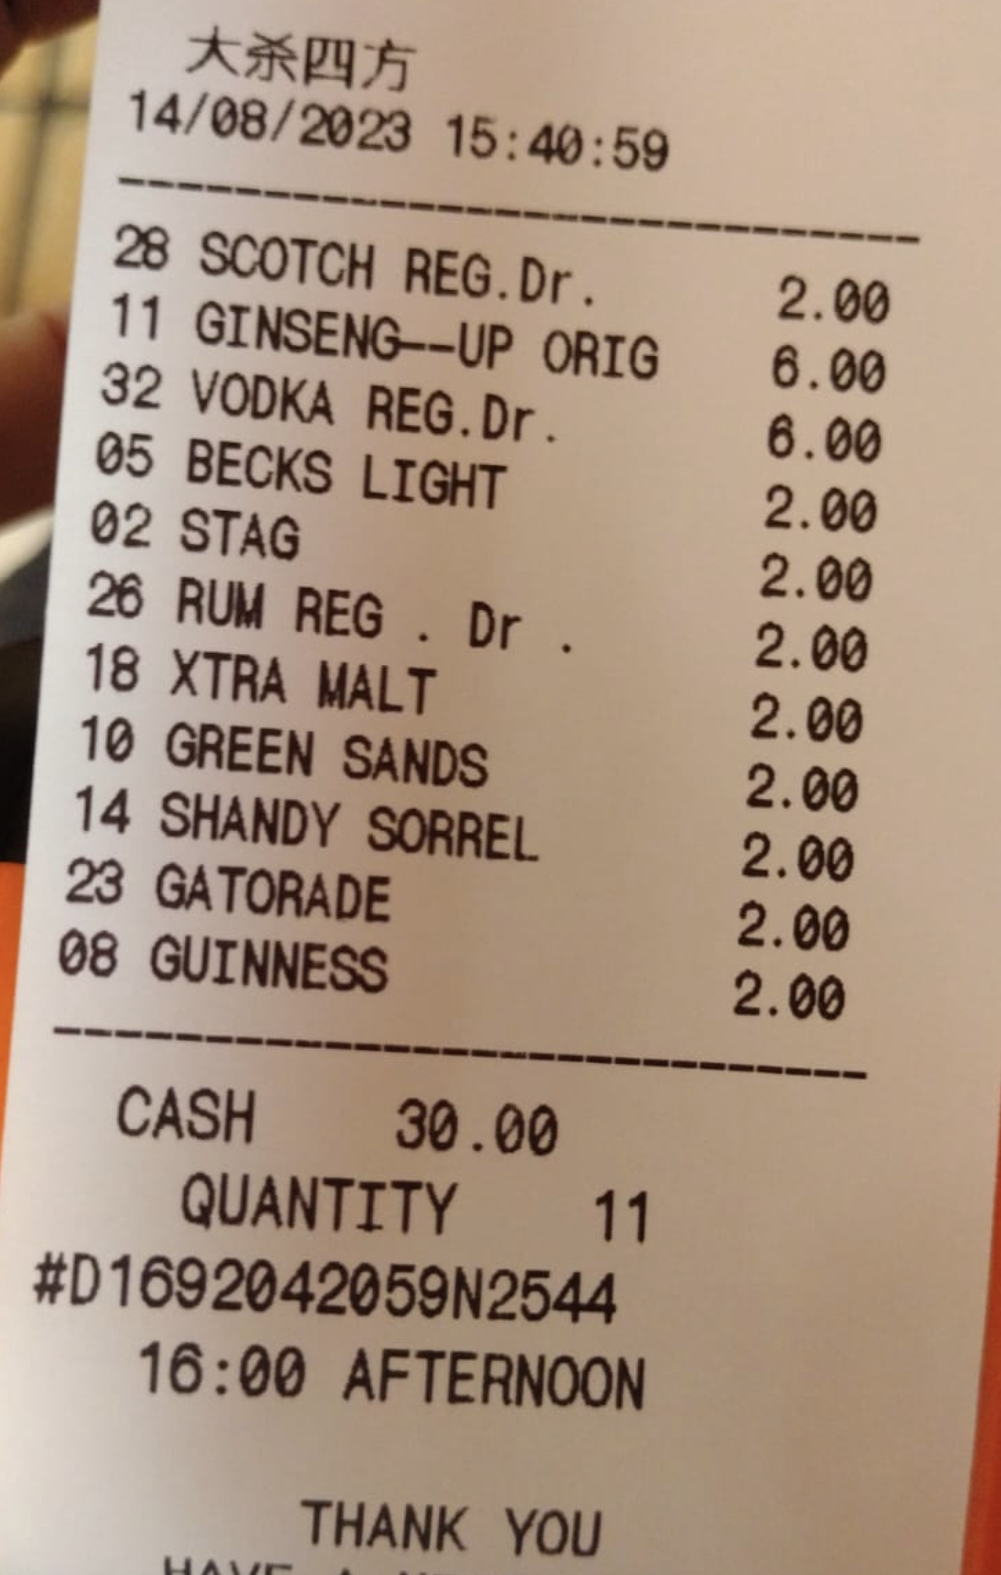 大杀四方
14/08/2023 15:40:59
--------------------------------
28 SCOTCH REG.Dr. 2.00
11 GINSENG--UP ORIG 6.00
32 VODKA REG.Dr. 6.00
05 BECKS LIGHT 2.00
02 STAG 2.00
26 RUM REG . Dr . 2.00
18 XTRA MALT 2.00
10 GREEN SANDS 2.00
14 SHANDY SORREL 2.00
23 GATORADE 2.00
08 GUINNESS 2.00
--------------------------------
CASH 30.00
QUANTITY 11
#D1692042059N2544
16:00 AFTERNOON
THANK YOU
HAVE A